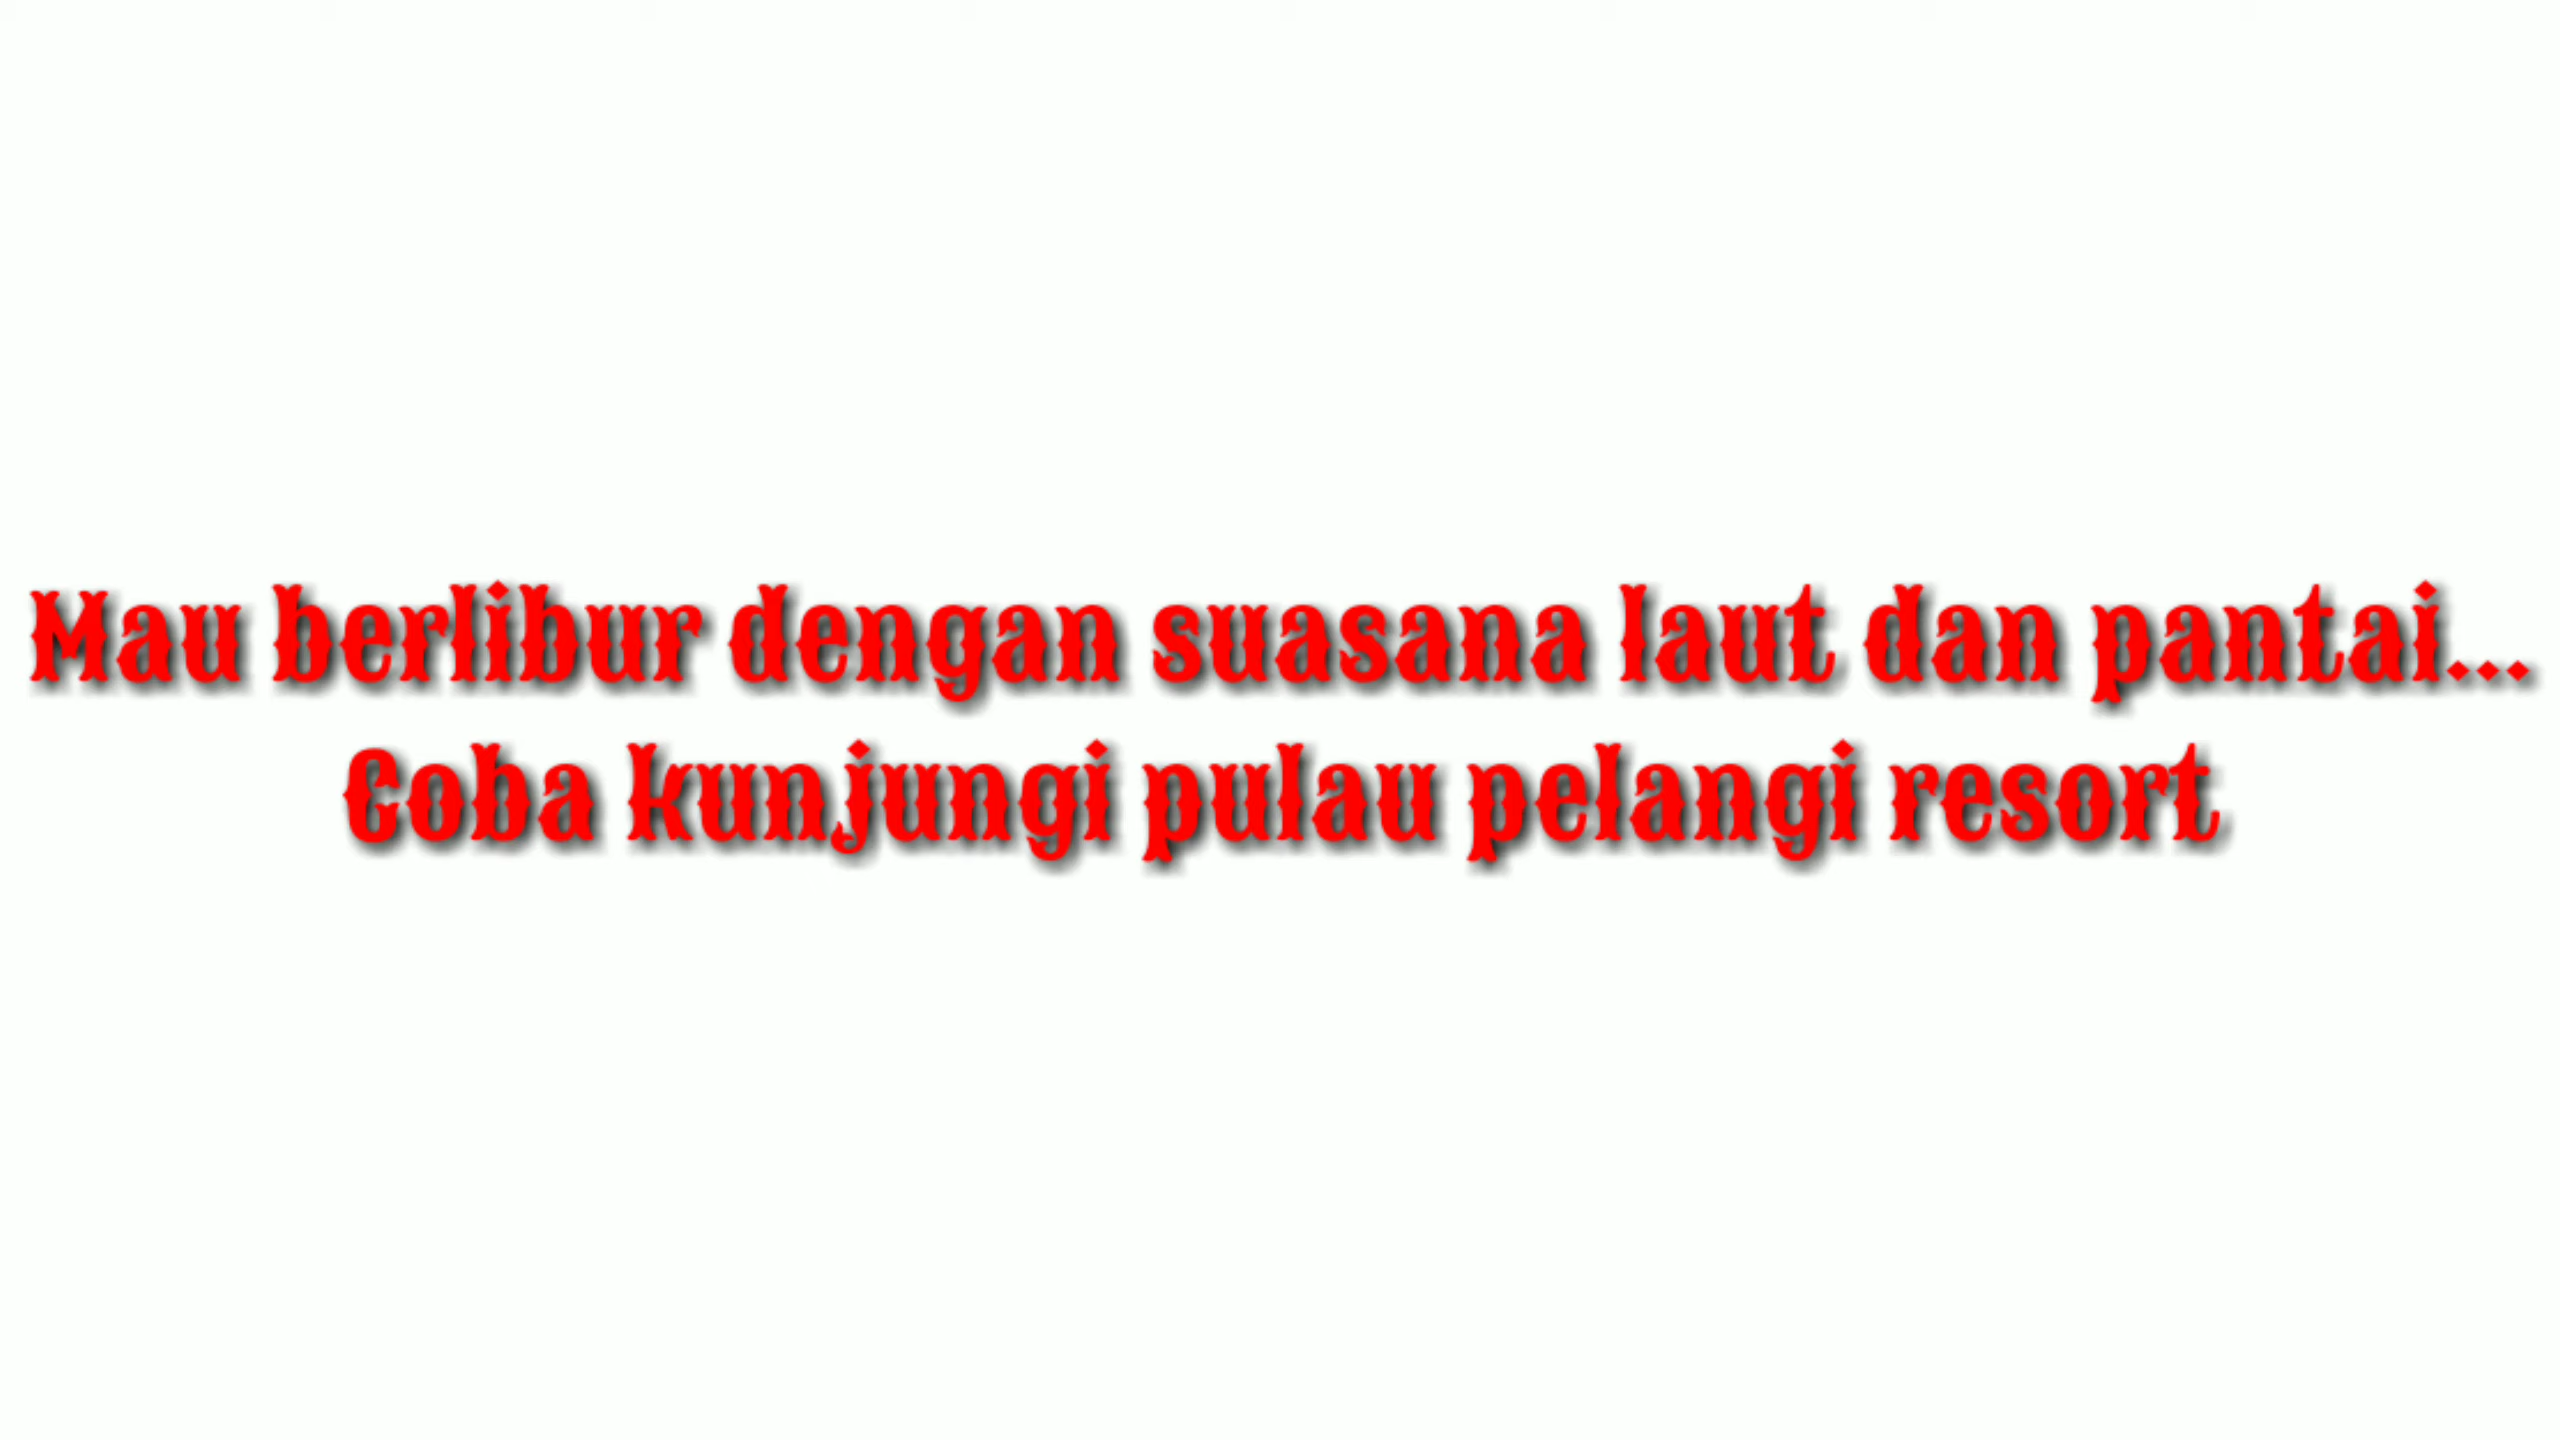 Mau berlibur dengan suasana laut dan pantai...
Coba kunjungi pulau pelangi resort